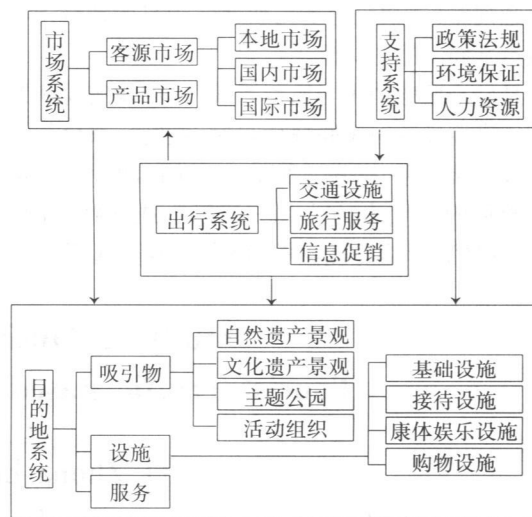 市场系统
客源市场
产品市场
本地市场
国内市场
国际市场
支持系统
政策法规
环境保证
人力资源
出行系统
交通设施
旅行服务
信息促销
目的地系统
吸引物
自然遗产景观
文化遗产景观
主题公园
活动组织
设施
基础设施
接待设施
康体娱乐设施
购物设施
服务